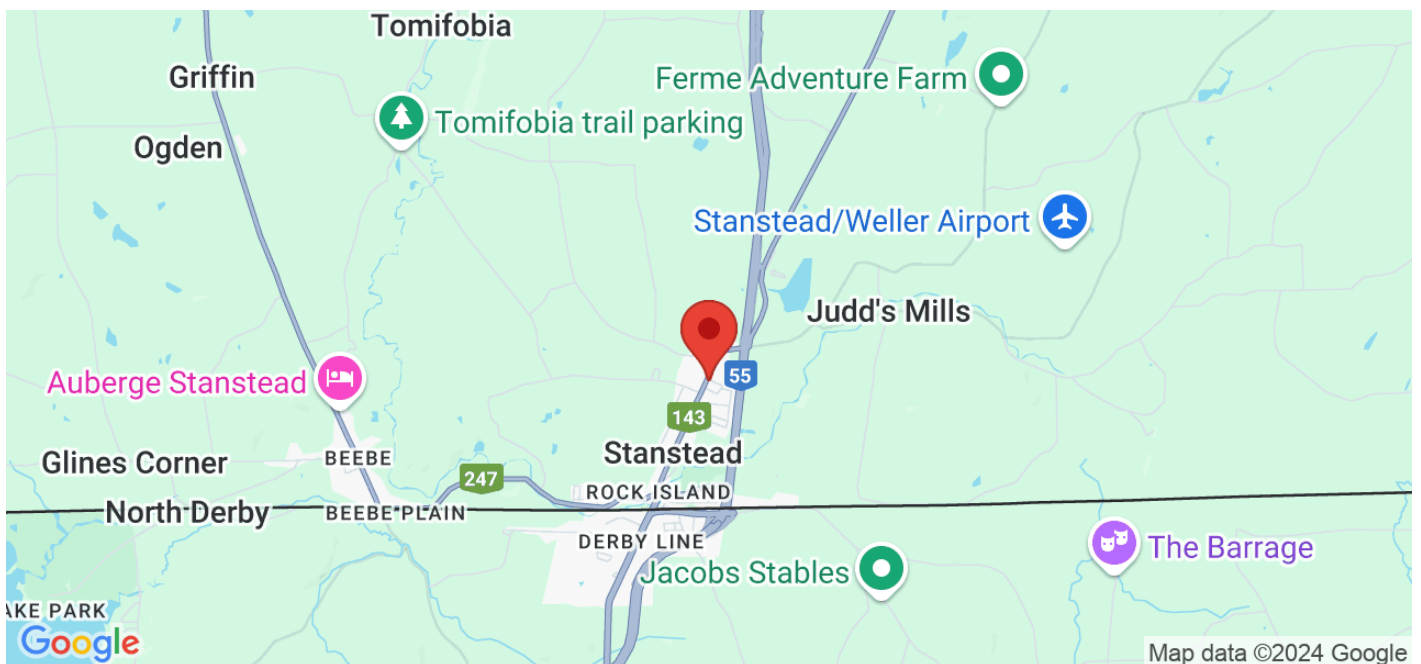 Tomifobia
Griffin
Ferme Adventure Farm
Tomifobia trail parking
Ogden
Stanstead/Weller Airport
Judd's Mills
Auberge Stanstead
55
143
Stanstead
BEEBE
Glines Corner
247
ROCK ISLAND
North Derby
BEEBE PLAIN
DERBY LINE
The Barrage
Jacobs Stables
AKE PARK
Google
Map data ©2024 Google